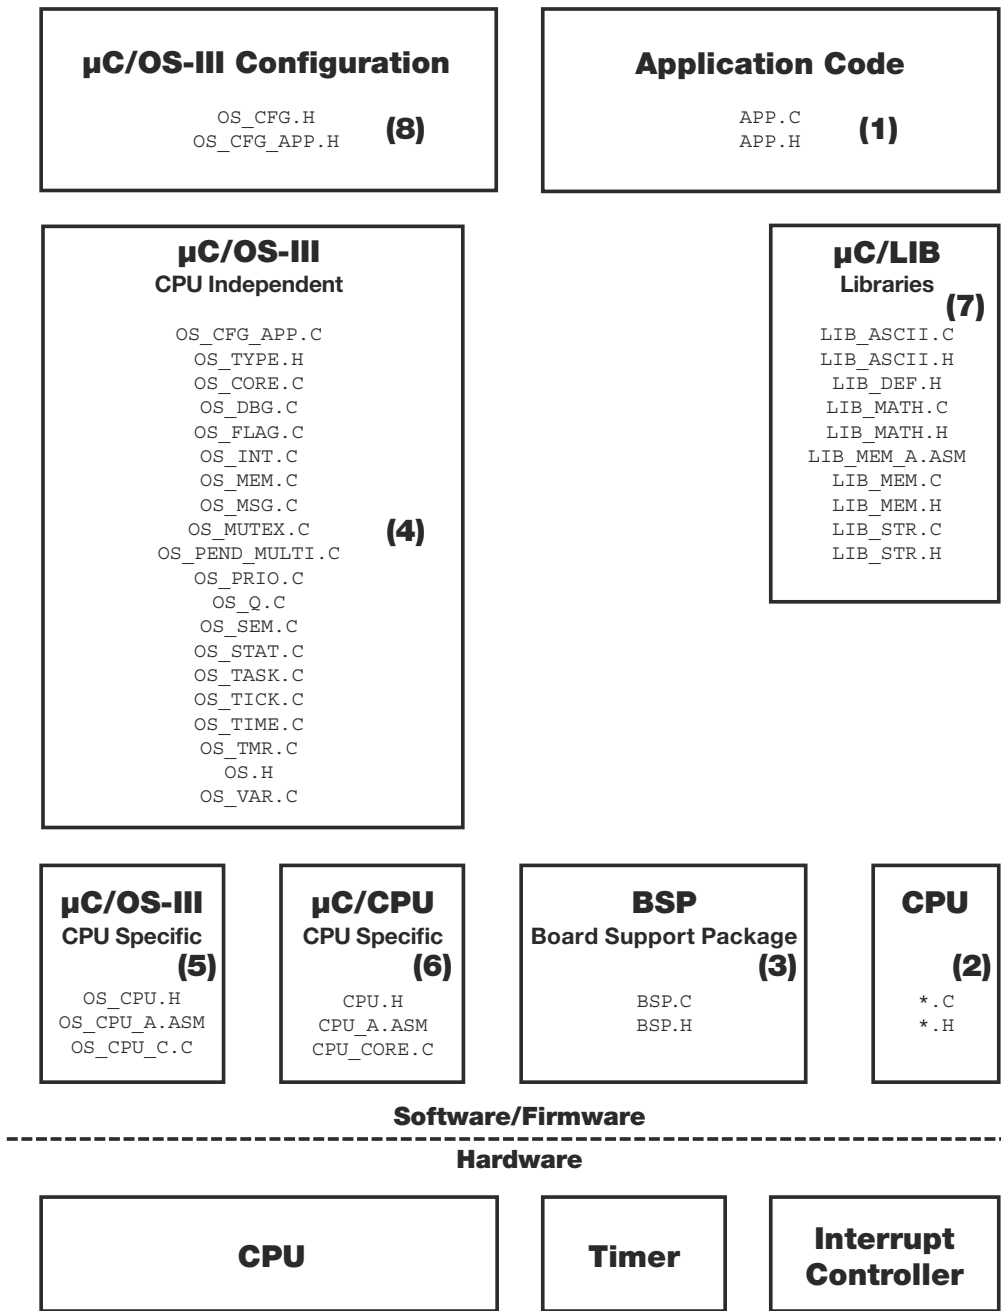 µC/OS-III Configuration
OS_CFG.H
OS_CFG_APP.H
(8)
Application Code
APP.C
APP.H
(1)
µC/OS-III
CPU Independent
OS_CFG_APP.C
OS_TYPE.H
OS_CORE.C
OS_DBG.C
OS_FLAG.C
OS_INT.C
OS_MEM.C
OS_MSG.C
OS_MUTEX.C
OS_PEND_MULTI.C
OS_PRIO.C
OS_Q.C
OS_SEM.C
OS_STAT.C
OS_TASK.C
OS_TICK.C
OS_TIME.C
OS_TMR.C
OS.H
OS_VAR.C
(4)
µC/LIB
Libraries
(7)
LIB_ASCII.C
LIB_ASCII.H
LIB_DEF.H
LIB_MATH.C
LIB_MATH.H
LIB_MEM_A.ASM
LIB_MEM.C
LIB_MEM.H
LIB_STR.C
LIB_STR.H
µC/OS-III
CPU Specific
(5)
OS_CPU.H
OS_CPU_A.ASM
OS_CPU_C.C
µC/CPU
CPU Specific
(6)
CPU.H
CPU_A.ASM
CPU_CORE.C
BSP
Board Support Package
(3)
BSP.C
BSP.H
CPU
(2)
*.C
*.H
Software/Firmware
Hardware
CPU
Timer
Interrupt
Controller